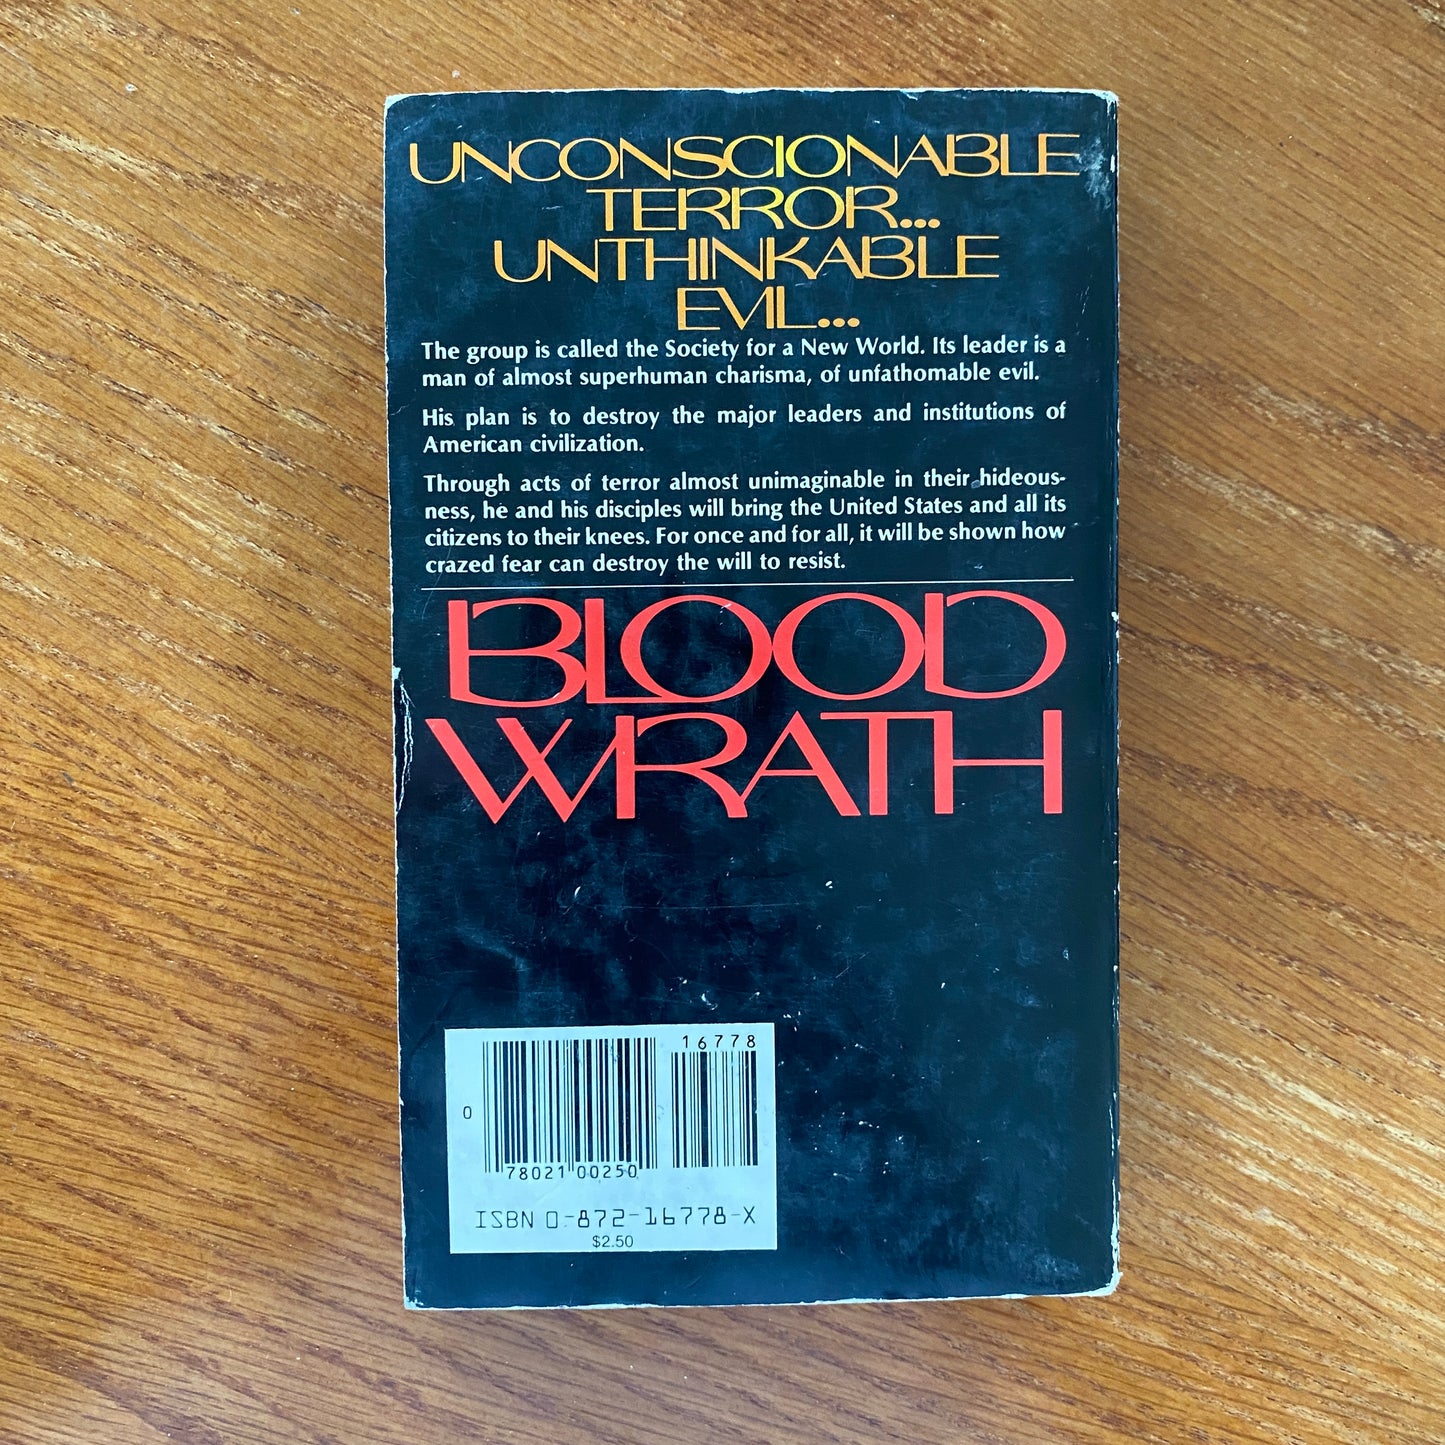 UNCONSCIONABLE
TERROR...
UNTHINKABLE
EVIL...
The group is called the Society for a New World. Its leader is a
man of almost superhuman charisma, of unfathomable evil.
His plan is to destroy the major leaders and institutions of
American civilization.
Through acts of terror almost unimaginable in their hideous-
ness, he and his disciples will bring the United States and all its
citizens to their knees. For once and for all, it will be shown how
crazed fear can destroy the will to resist.
BLOOD
WRATH
16778
0
78021 00250
ISBN 0-872-16778-X
$2.50